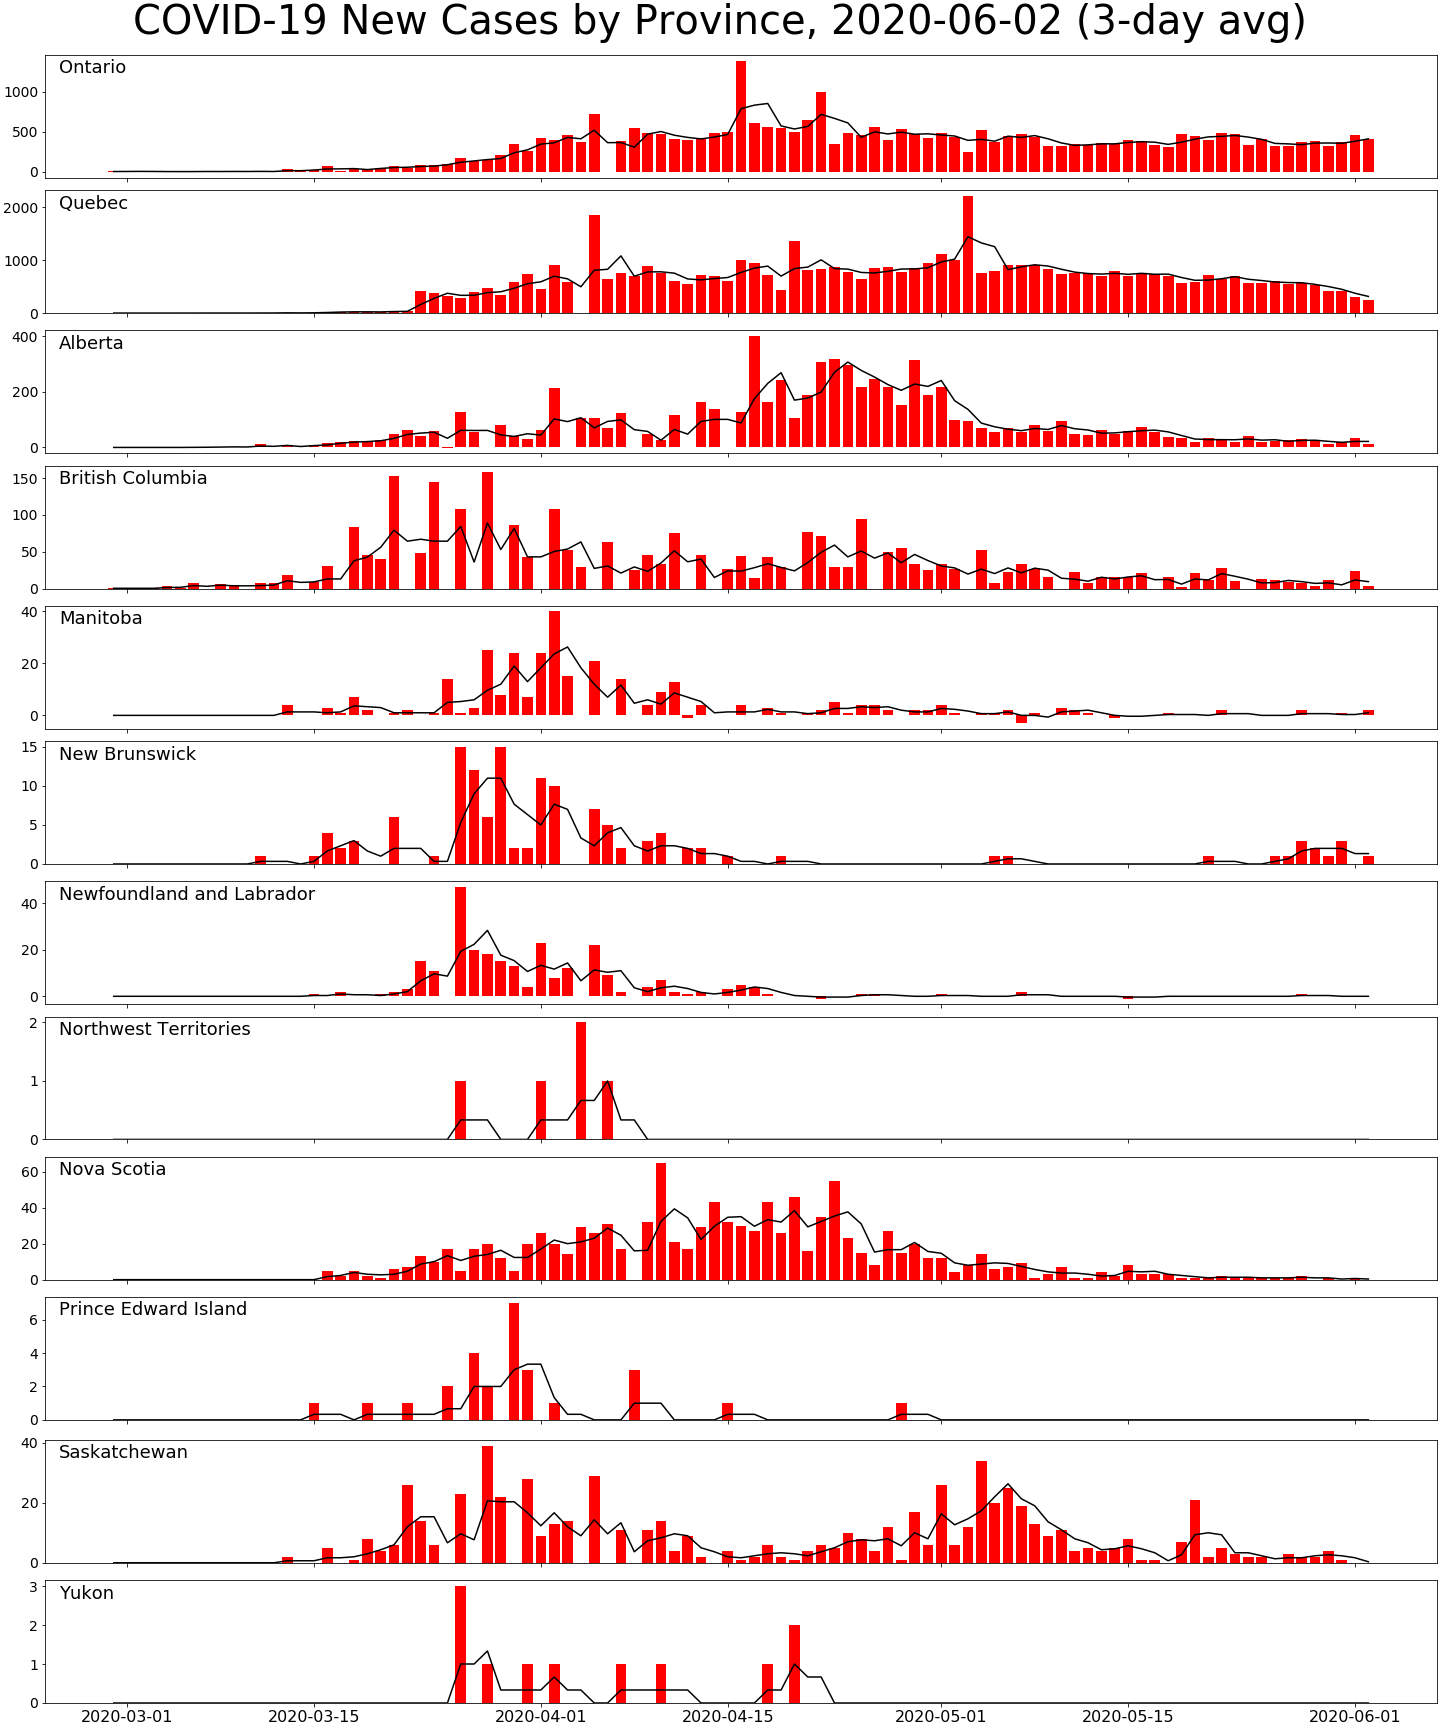 COVID-19 New Cases by Province, 2020-06-02 (3-day avg)
Ontario
1000
500
0
Quebec
2000
1000
0
Alberta
400
200
0
British Columbia
150
100
50
0
Manitoba
40
20
0
New Brunswick
15
10
5
0
Newfoundland and Labrador
40
20
0
Northwest Territories
2
1
0
Nova Scotia
60
40
20
0
Prince Edward Island
6
4
2
0
Saskatchewan
40
20
0
Yukon
3
2
1
0
2020-03-01 2020-03-15 2020-04-01 2020-04-15 2020-05-01 2020-05-15 2020-06-01